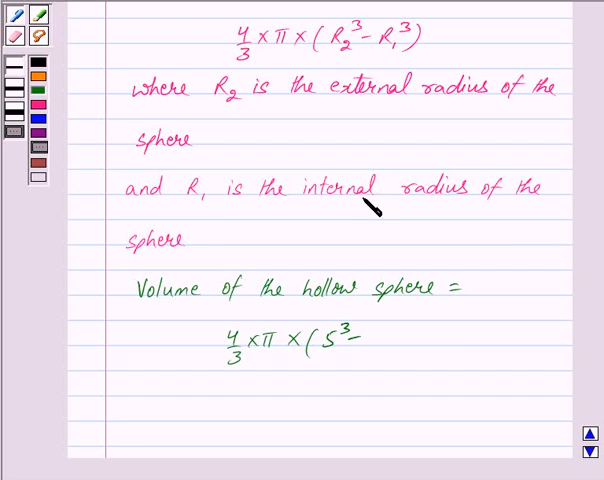 4/3 × π × ( R₂³ − R₁³ )
where R₂ is the external radius of the
sphere
and R₁ is the internal radius of the
sphere
Volume of the hollow sphere =
4/3 × π × ( 5³ −